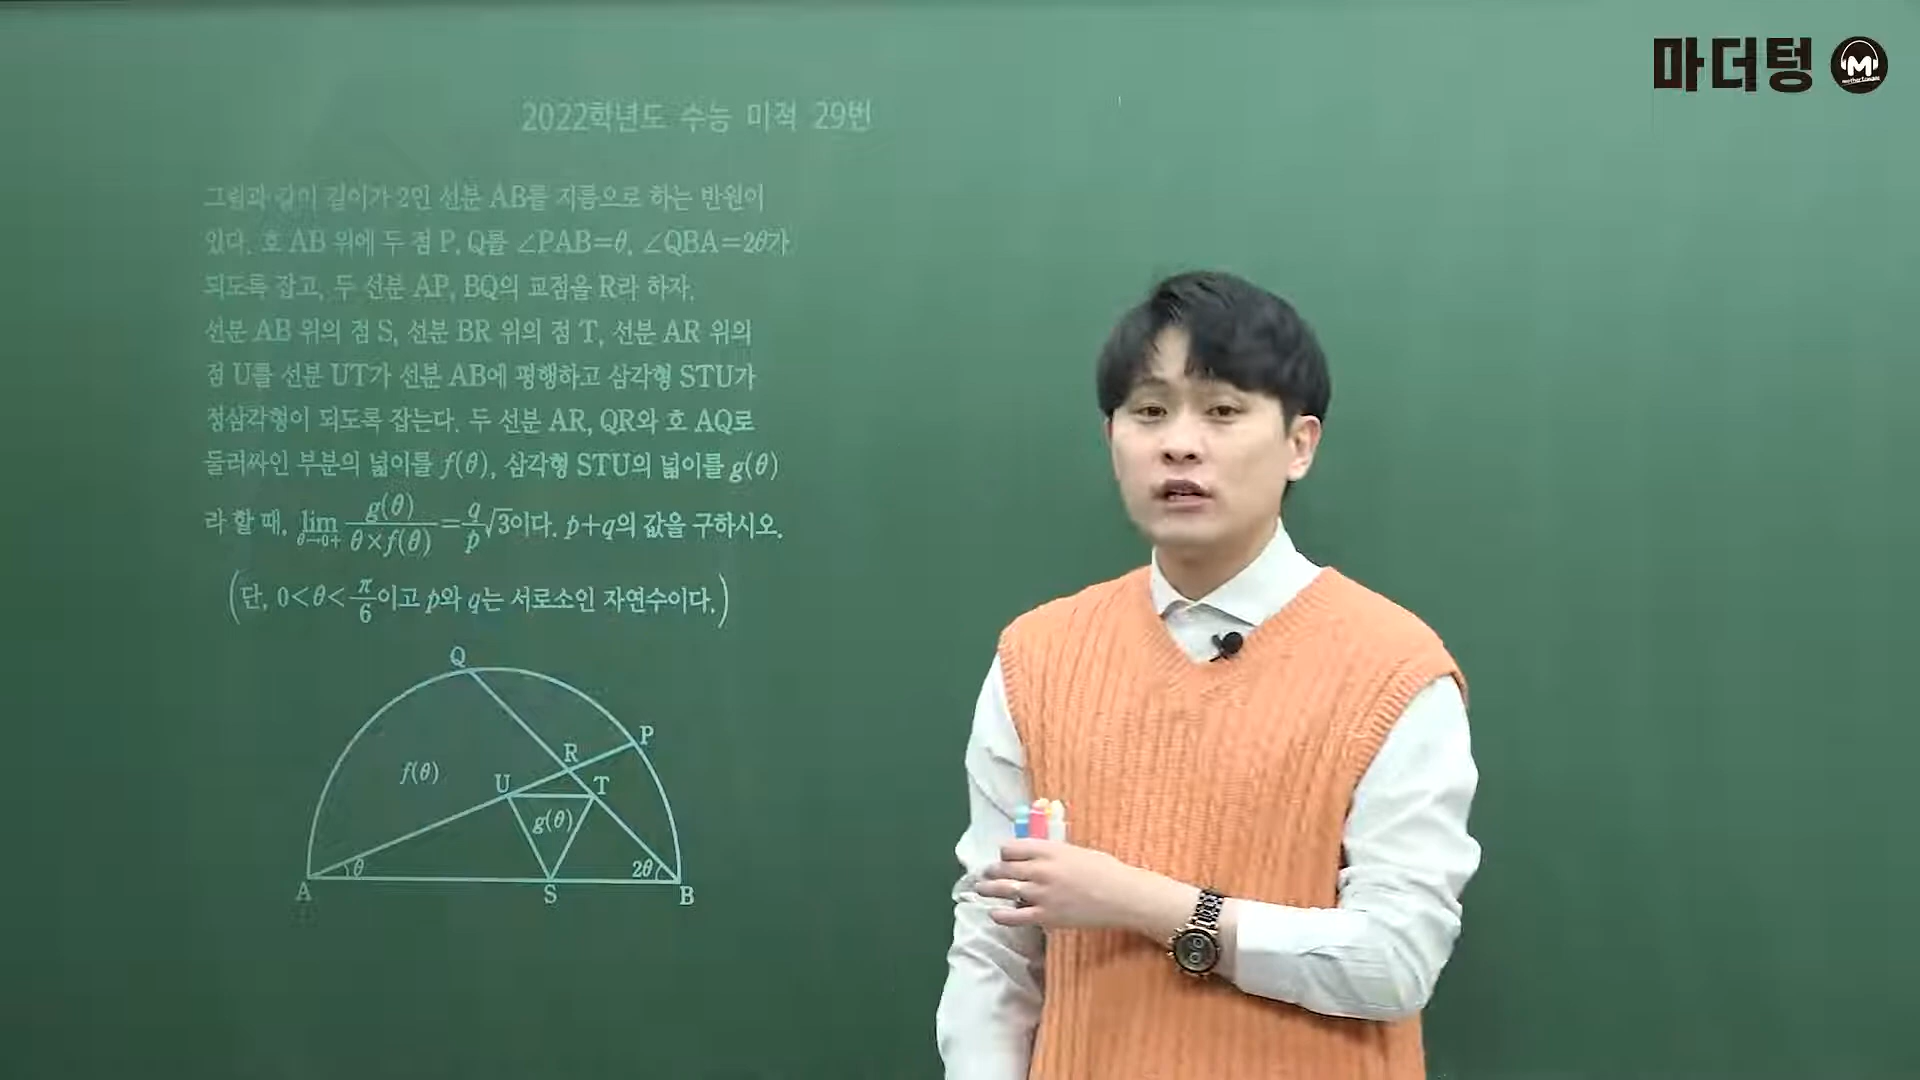 마더텅
M
2022학년도 수능 미적 29번
그림과 같이 길이가 2인 선분 AB를 지름으로 하는 반원이
있다. 호 AB 위에 두 점 P, Q를 ∠PAB=θ, ∠QBA=2θ가
되도록 잡고, 두 선분 AP, BQ의 교점을 R라 하자.
선분 AB 위의 점 S, 선분 BR 위의 점 T, 선분 AR 위의
점 U를 선분 UT가 선분 AB에 평행하고 삼각형 STU가
정삼각형이 되도록 잡는다. 두 선분 AR, QR와 호 AQ로
둘러싸인 부분의 넓이를 f(θ), 삼각형 STU의 넓이를 g(θ)
라 할 때, lim θ→0+ g(θ)/θ×f(θ) = q/p √3이다. p+q의 값을 구하시오.
(단, 0<θ<π/6이고 p와 q는 서로소인 자연수이다.)
Q
P
R
f(θ)
U
T
g(θ)
θ
2θ
A
S
B